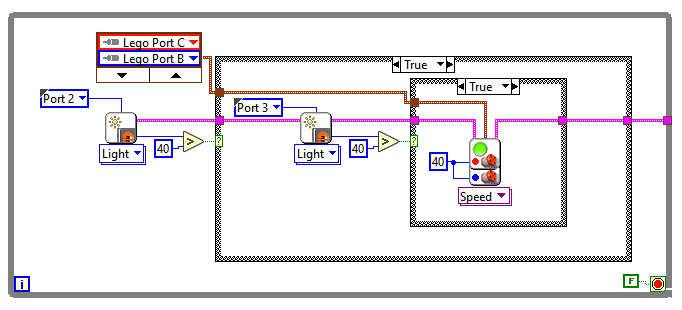 Lego Port C
Lego Port B
True
True
Port 2
Port 3
Light
40
>
?
Light
40
>
?
40
Speed
i
F